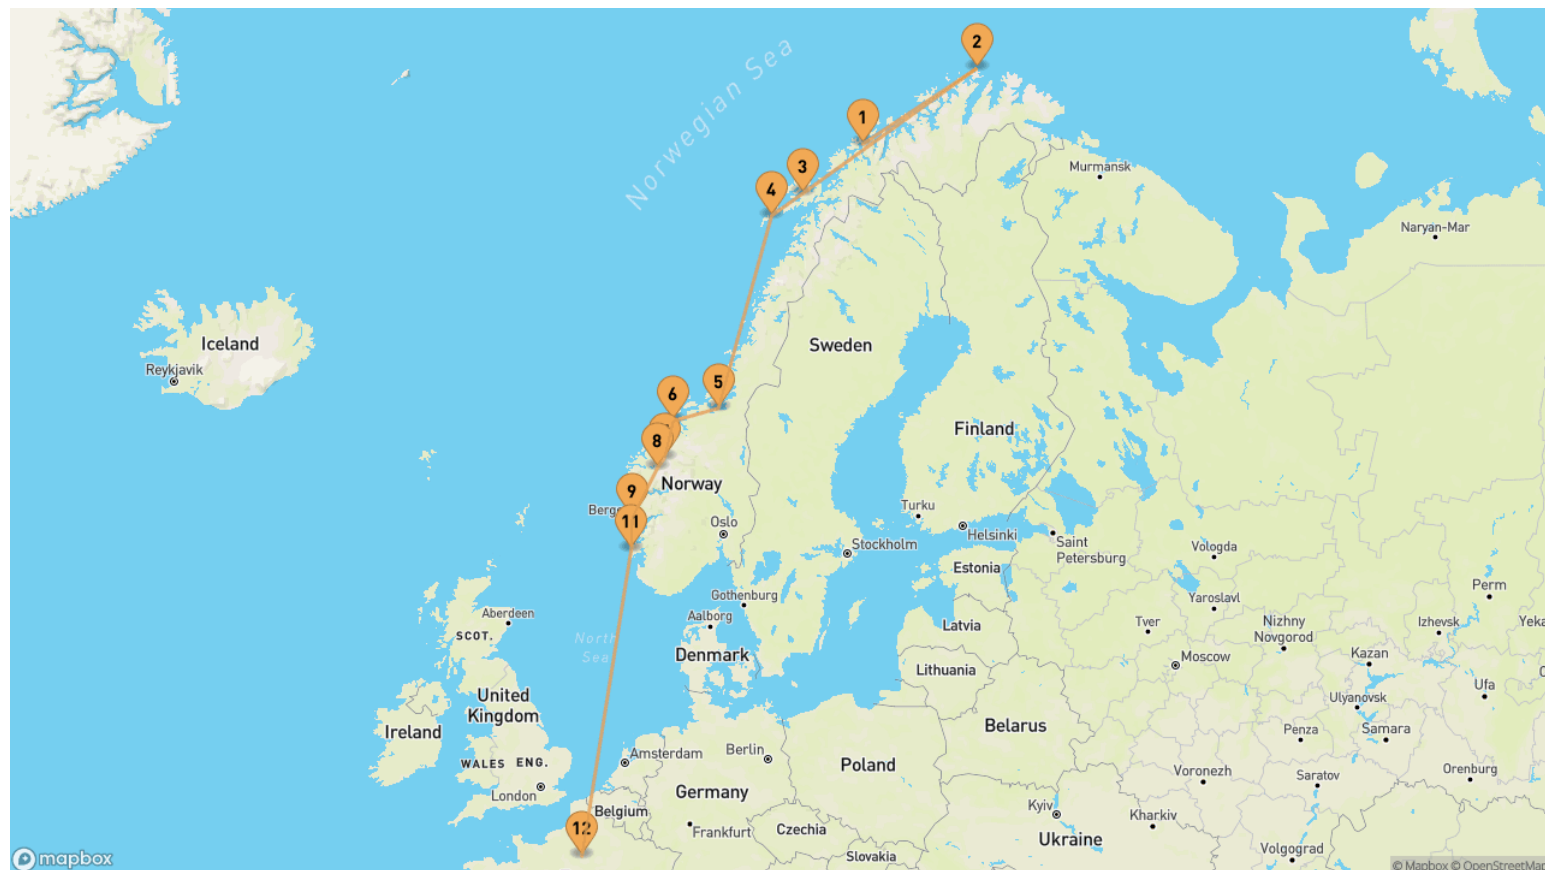 2
Norwegian Sea
1
Murmansk
3
4
Naryan-Mar
Iceland
Reykjavik
Sweden
5
6
8
Finland
9
Norway
Berge
11
Oslo
Turku
Helsinki
Saint
Petersburg
Stockholm
Vologda
Estonia
Perm
Gothenburg
Yaroslavl
Aberdeen
Aalborg
SCOT.
Latvia
Tver
Nizhny
Novgorod
Izhevsk
Yeka
North
Sea
Denmark
Moscow
Kazan
Lithuania
Ufa
United
Kingdom
Ulyanovsk
Ireland
Belarus
Penza
Samara
Amsterdam
Berlin
WALES
ENG.
Poland
Voronezh
Saratov
Orenburg
London
Germany
Belgium
Kyiv
Kharkiv
12
Frankfurt
Czechia
Ukraine
Volgograd
Slovakia
mapbox
© Mapbox © OpenStreetMap